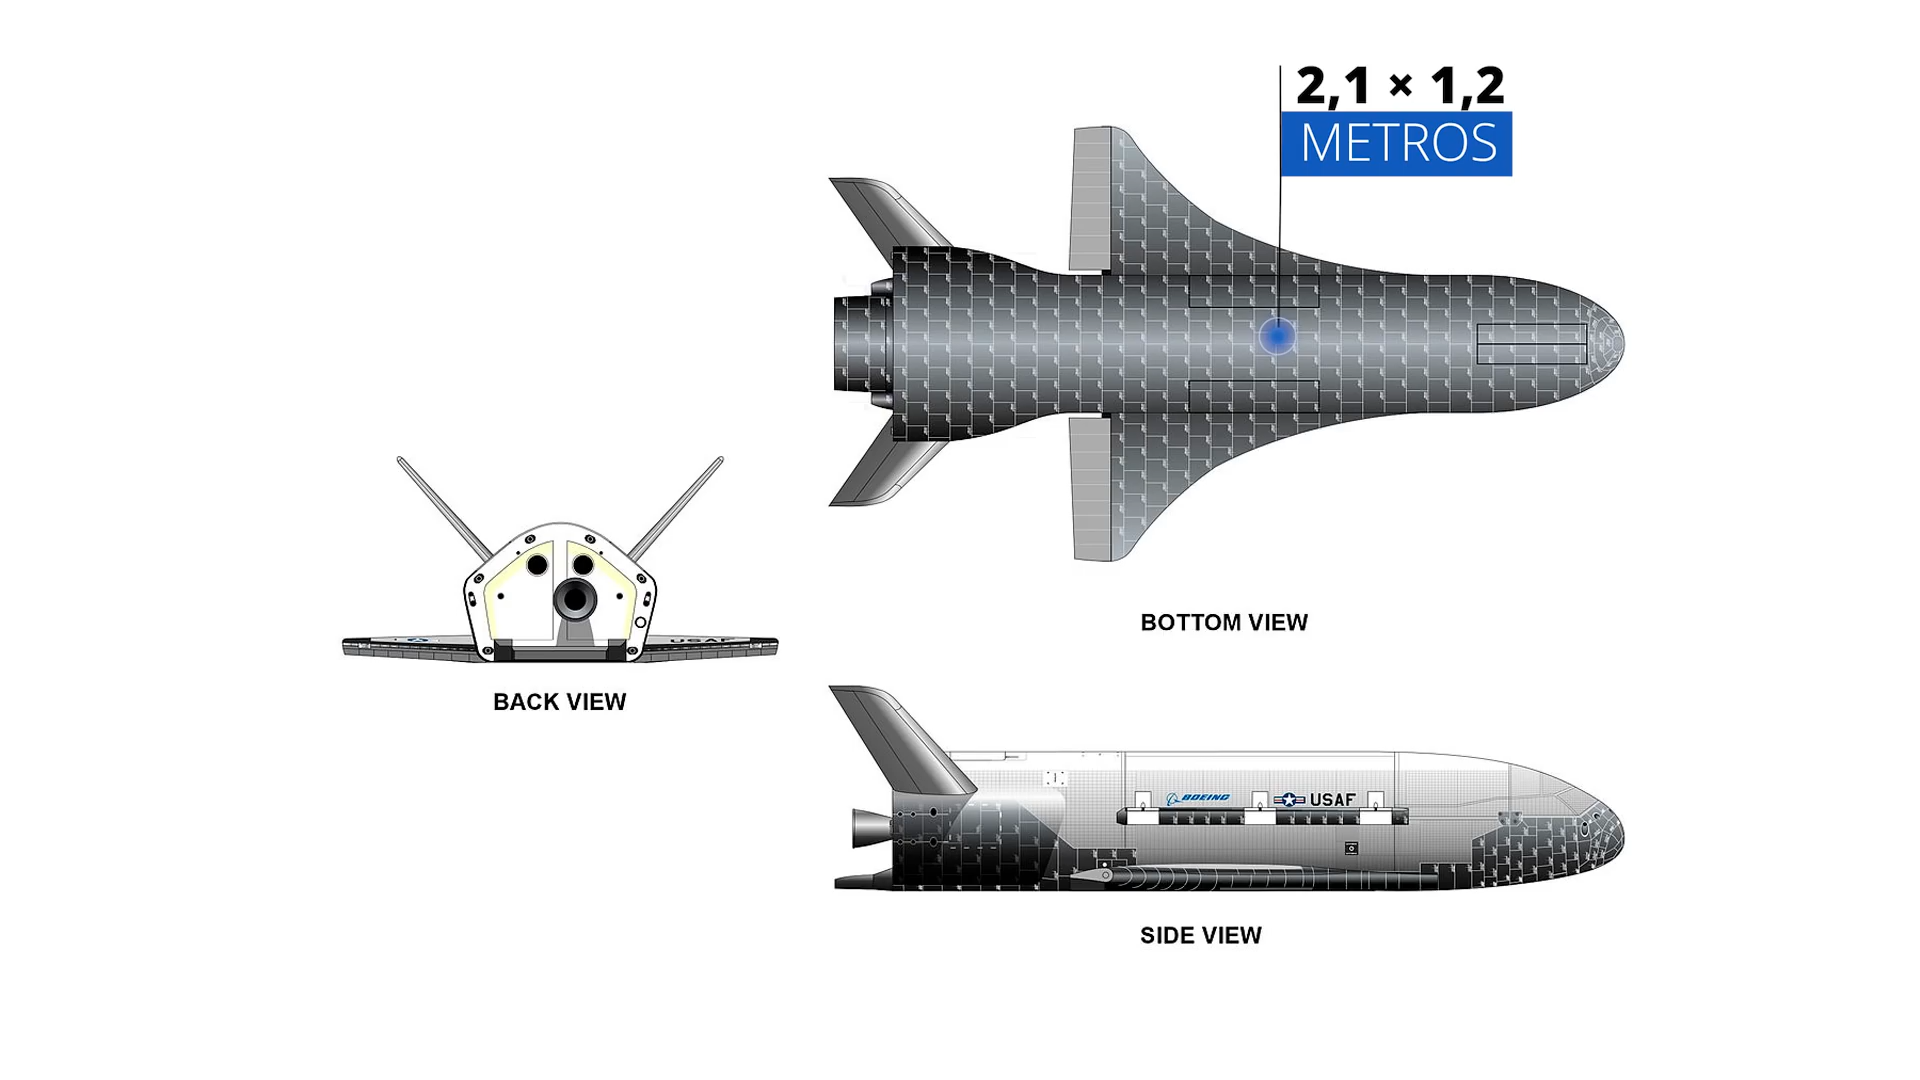 2,1 × 1,2
METROS
BOTTOM VIEW
USAF
BACK VIEW
BOEING
USAF
SIDE VIEW